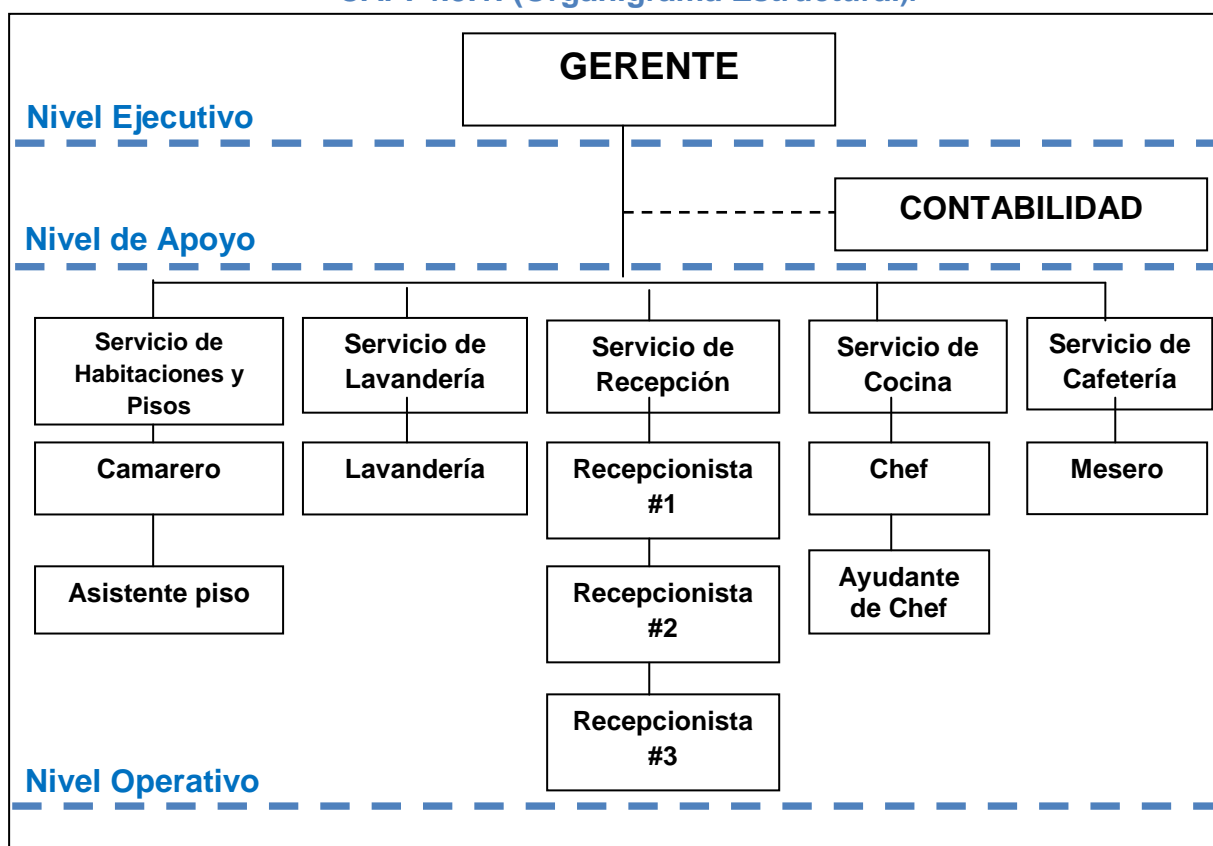 (Organigrama Estructural).
GERENTE
Nivel Ejecutivo
CONTABILIDAD
Nivel de Apoyo
Servicio de
Habitaciones y
Pisos
Servicio de
Lavandería
Servicio de
Recepción
Servicio de
Cocina
Servicio de
Cafetería
Camarero
Lavandería
Recepcionista
#1
Chef
Mesero
Asistente piso
Recepcionista
#2
Ayudante
de Chef
Recepcionista
#3
Nivel Operativo